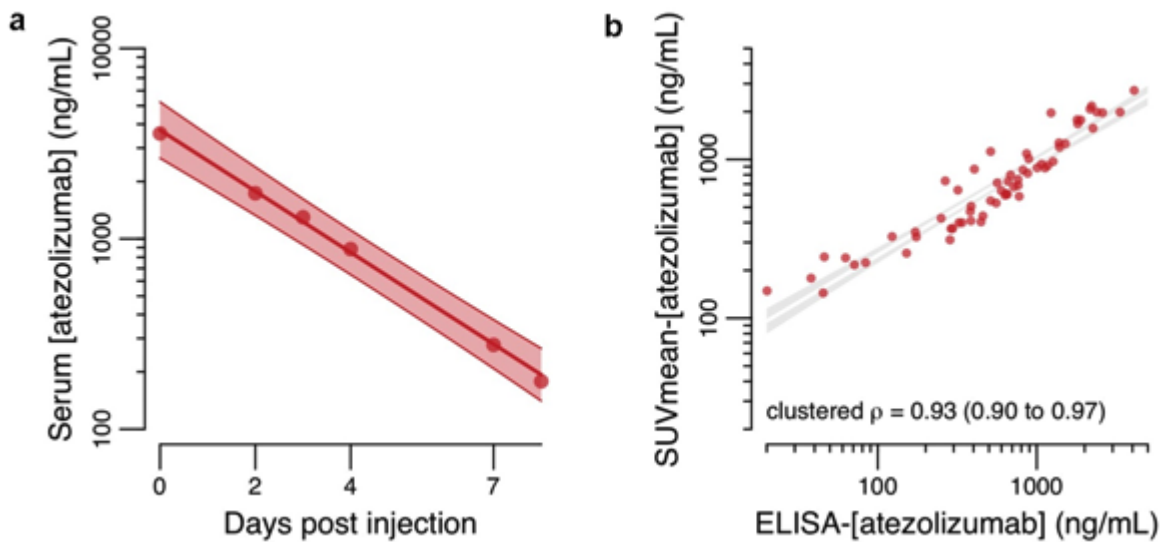 a
Serum [atezolizumab] (ng/mL)
10000
1000
100
0
2
4
7
Days post injection
b
SUVmean-[atezolizumab] (ng/mL)
1000
100
clustered ρ = 0.93 (0.90 to 0.97)
100
1000
ELISA-[atezolizumab] (ng/mL)